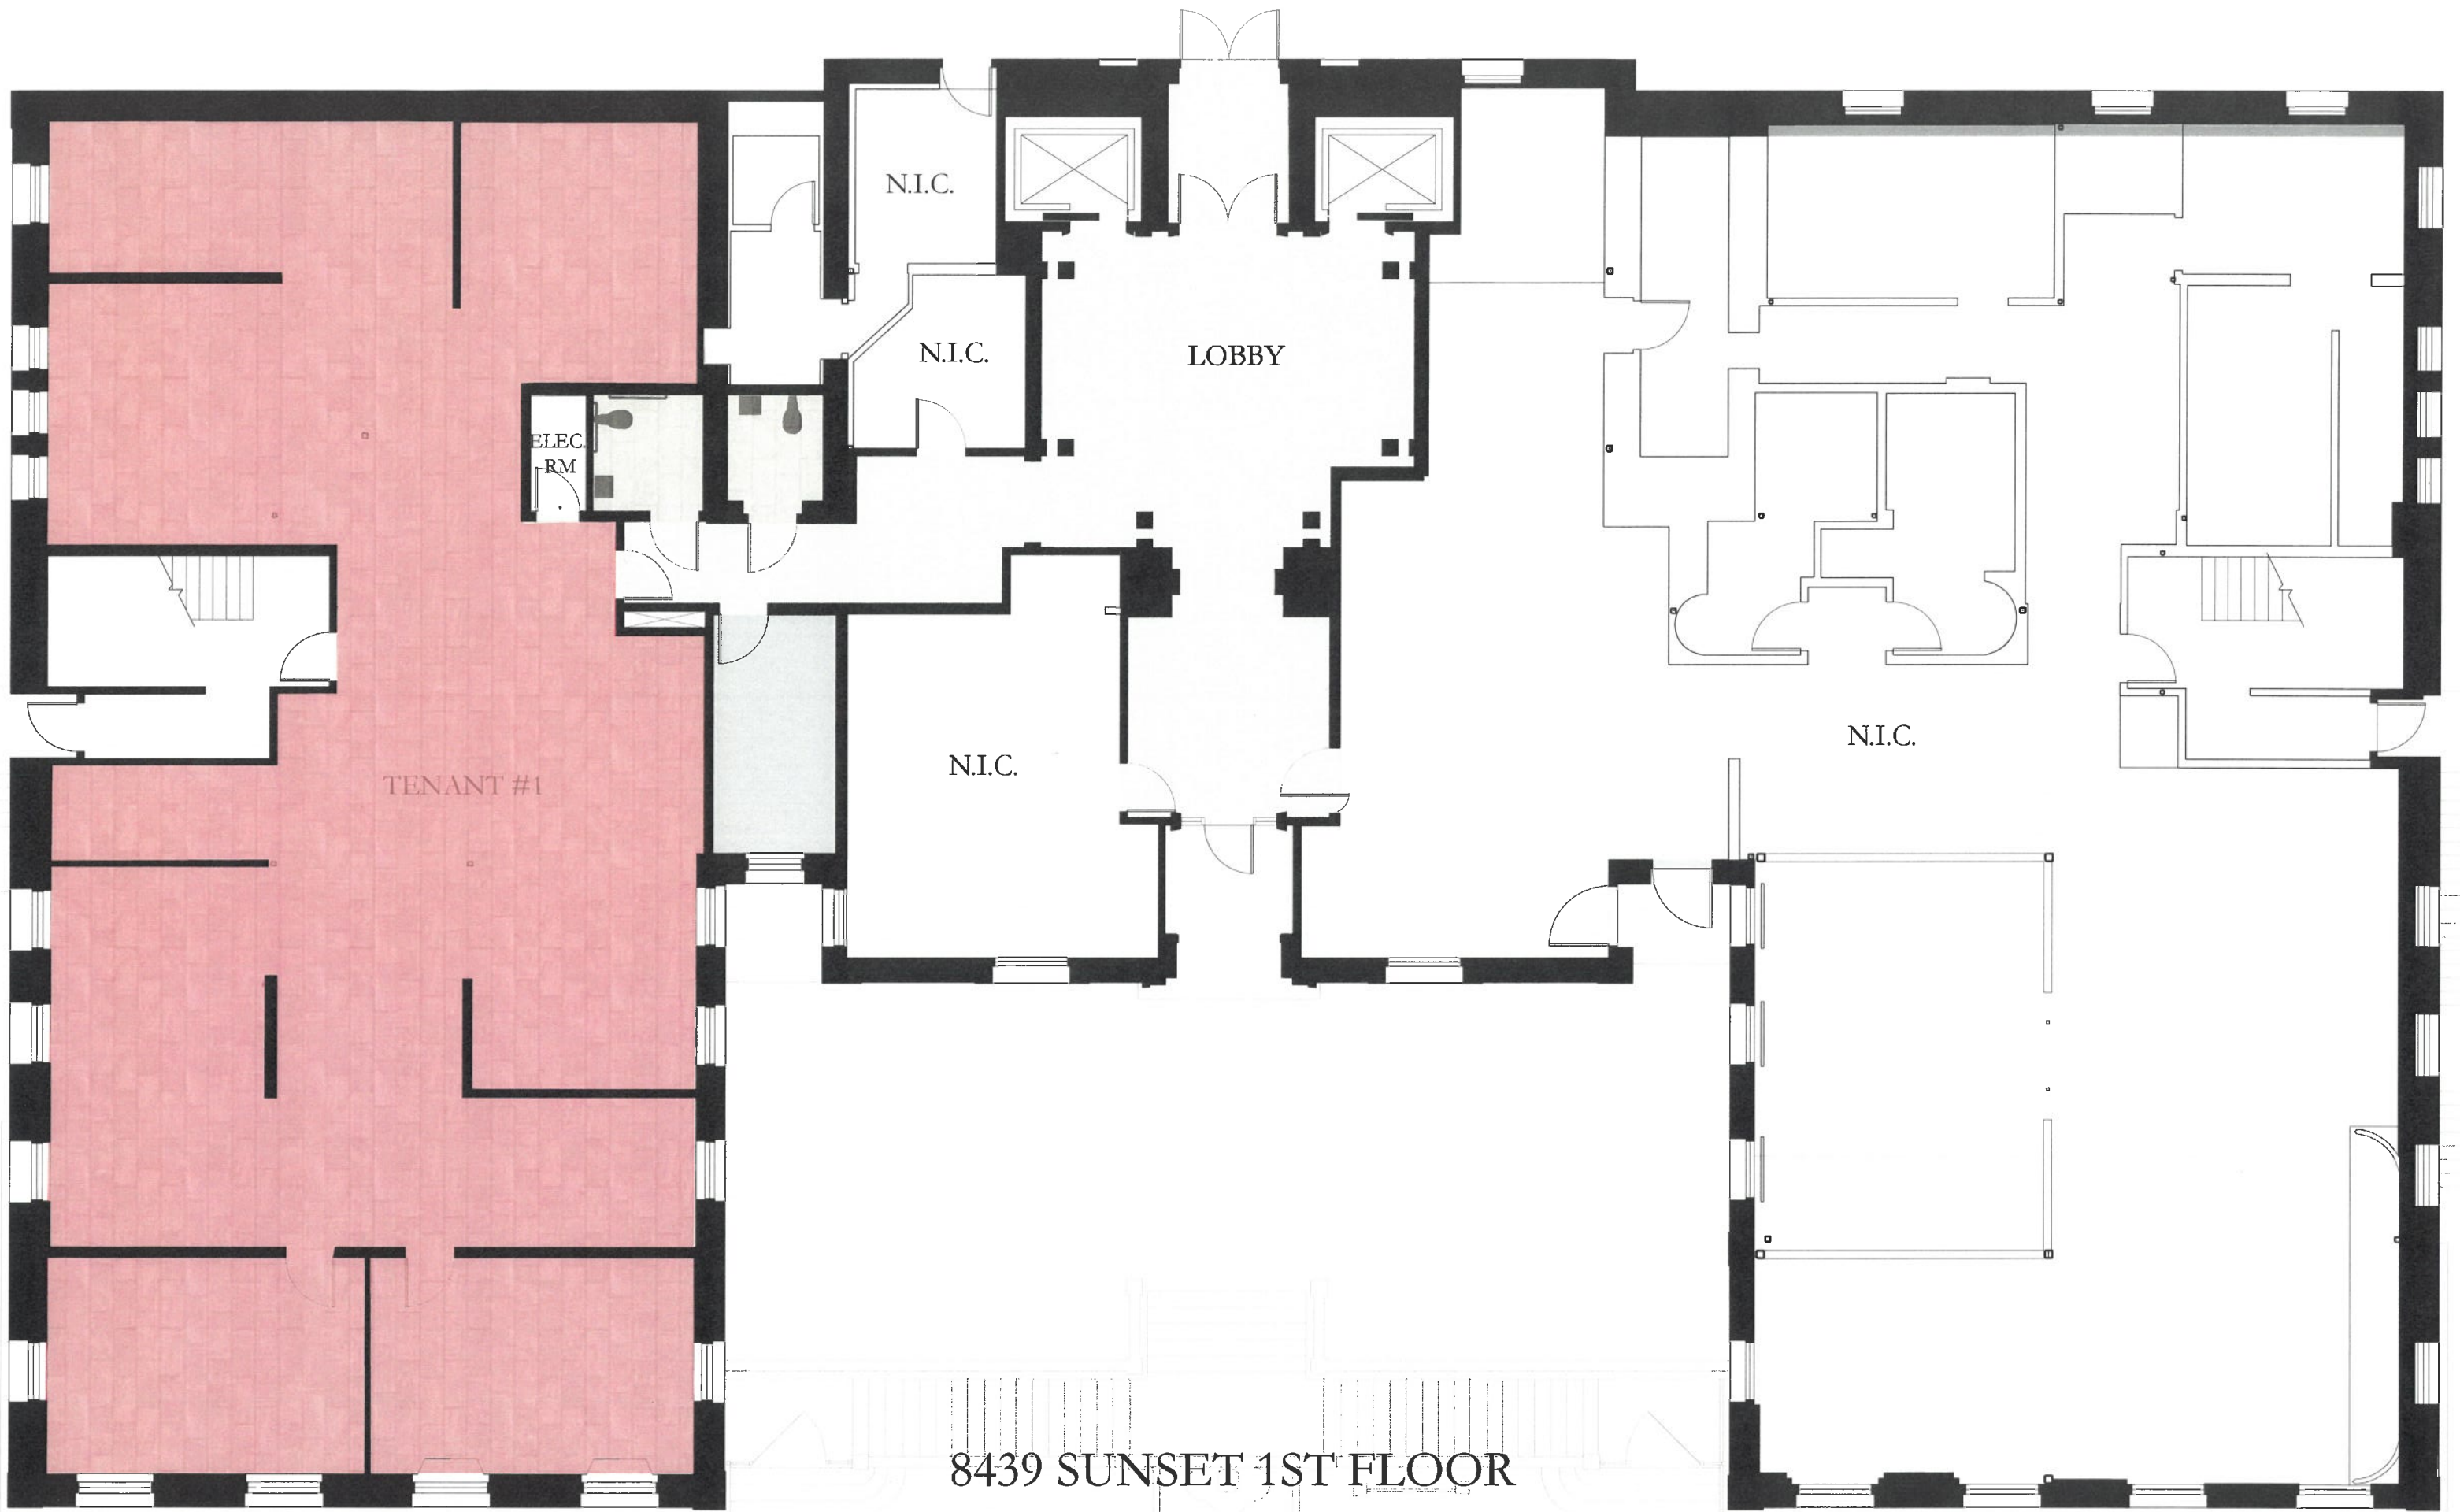 N.I.C.
N.I.C.
LOBBY
ELEC.
RM
N.I.C.
N.I.C.
TENANT #1
8439 SUNSET 1ST FLOOR